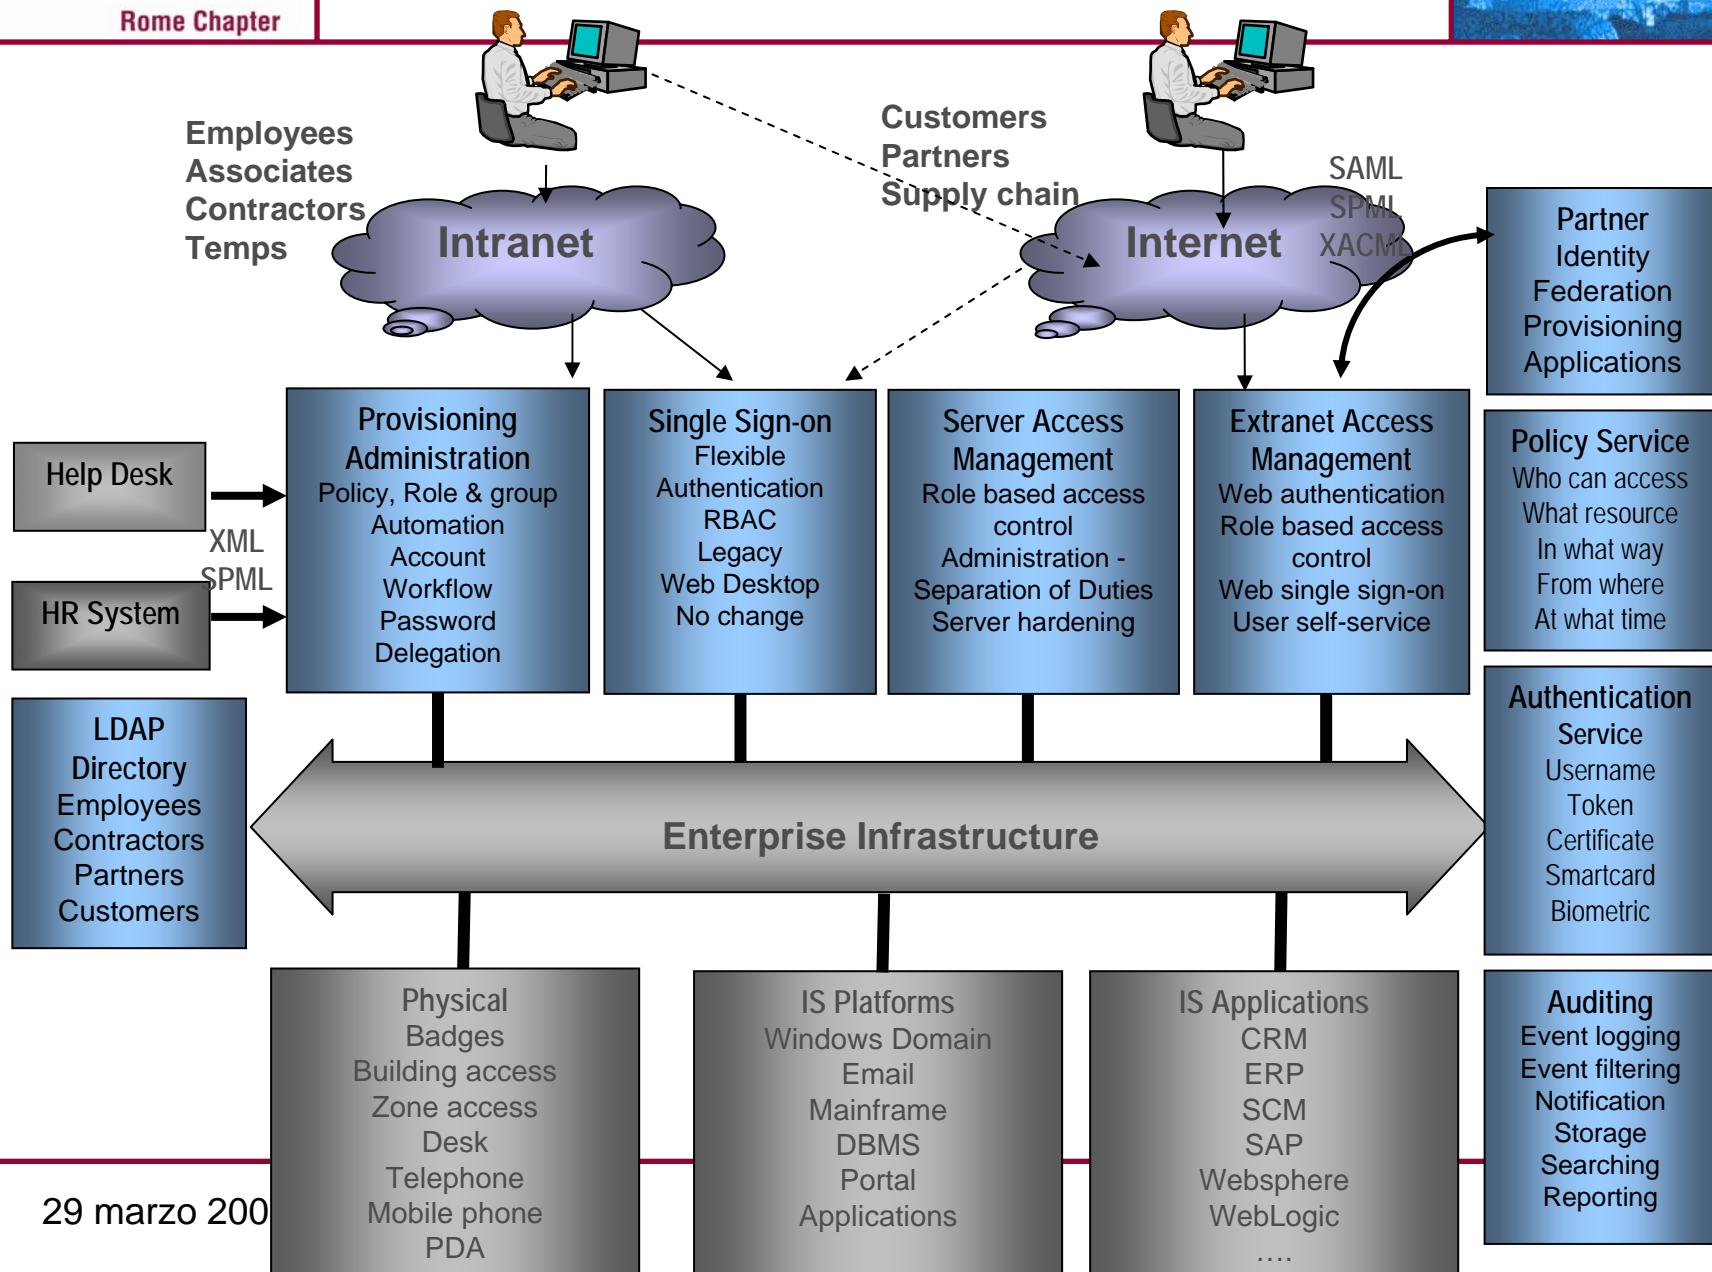 Rome Chapter
Employees
Associates
Contractors
Temps
Customers
Partners
Supply chain
SAML
SPML
XACML
Intranet
Internet
Partner
Identity
Federation
Provisioning
Applications
Help Desk
XML
SPML
HR System
Provisioning
Administration
Policy, Role & group
Automation
Account
Workflow
Password
Delegation
Single Sign-on
Flexible
Authentication
RBAC
Legacy
Web Desktop
No change
Server Access
Management
Role based access
control
Administration -
Separation of Duties
Server hardening
Extranet Access
Management
Web authentication
Role based access
control
Web single sign-on
User self-service
Policy Service
Who can access
What resource
In what way
From where
At what time
LDAP
Directory
Employees
Contractors
Partners
Customers
Enterprise Infrastructure
Authentication
Service
Username
Token
Certificate
Smartcard
Biometric
Physical
Badges
Building access
Zone access
Desk
Telephone
Mobile phone
PDA
IS Platforms
Windows Domain
Email
Mainframe
DBMS
Portal
Applications
IS Applications
CRM
ERP
SCM
SAP
Websphere
WebLogic
....
Auditing
Event logging
Event filtering
Notification
Storage
Searching
Reporting
29 marzo 200